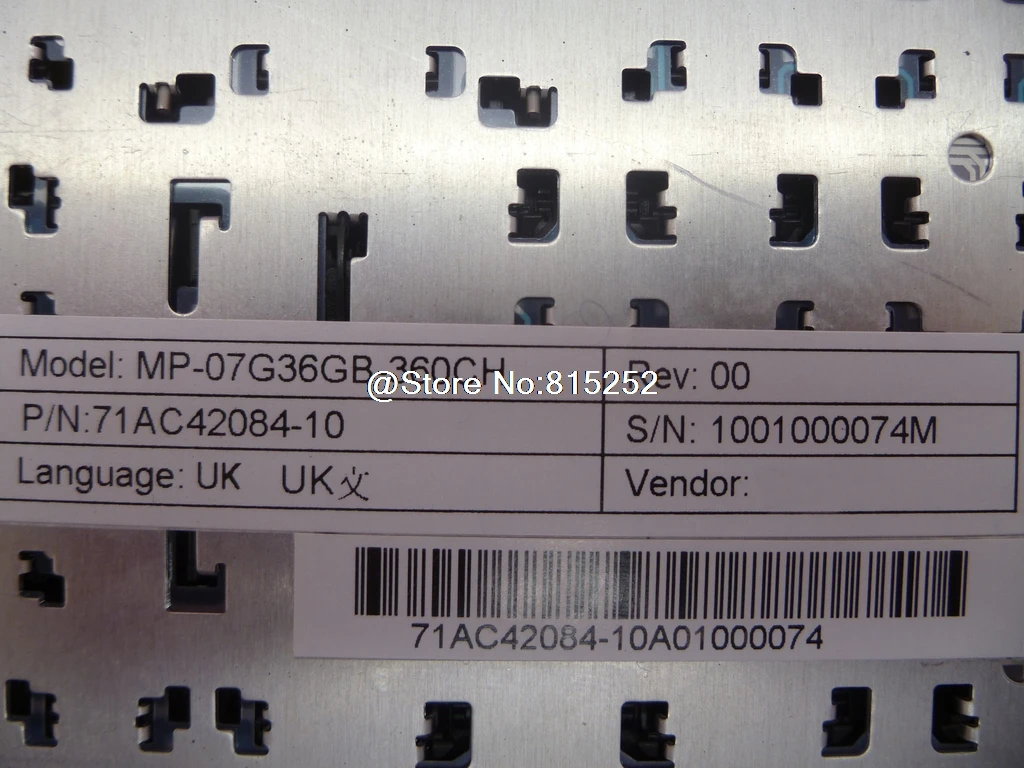 Model: MP-07G36GB-360CH
@Store No:815252
Rev: 00
P/N:71AC42084-10
S/N: 1001000074M
Language: UK UK文
Vendor:
71AC42084-10A01000074